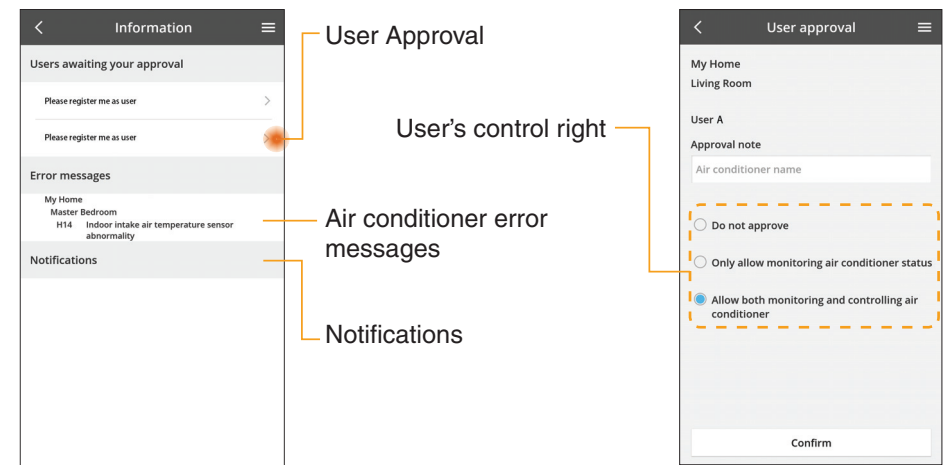 Information
Users awaiting your approval
Please register me as user
Please register me as user
Error messages
My Home
Master Bedroom
H14 Indoor intake air temperature sensor
abnormality
Notifications
User Approval
User's control right
Air conditioner error
messages
Notifications
User approval
My Home
Living Room
User A
Approval note
Air conditioner name
Do not approve
Only allow monitoring air conditioner status
Allow both monitoring and controlling air
conditioner
Confirm